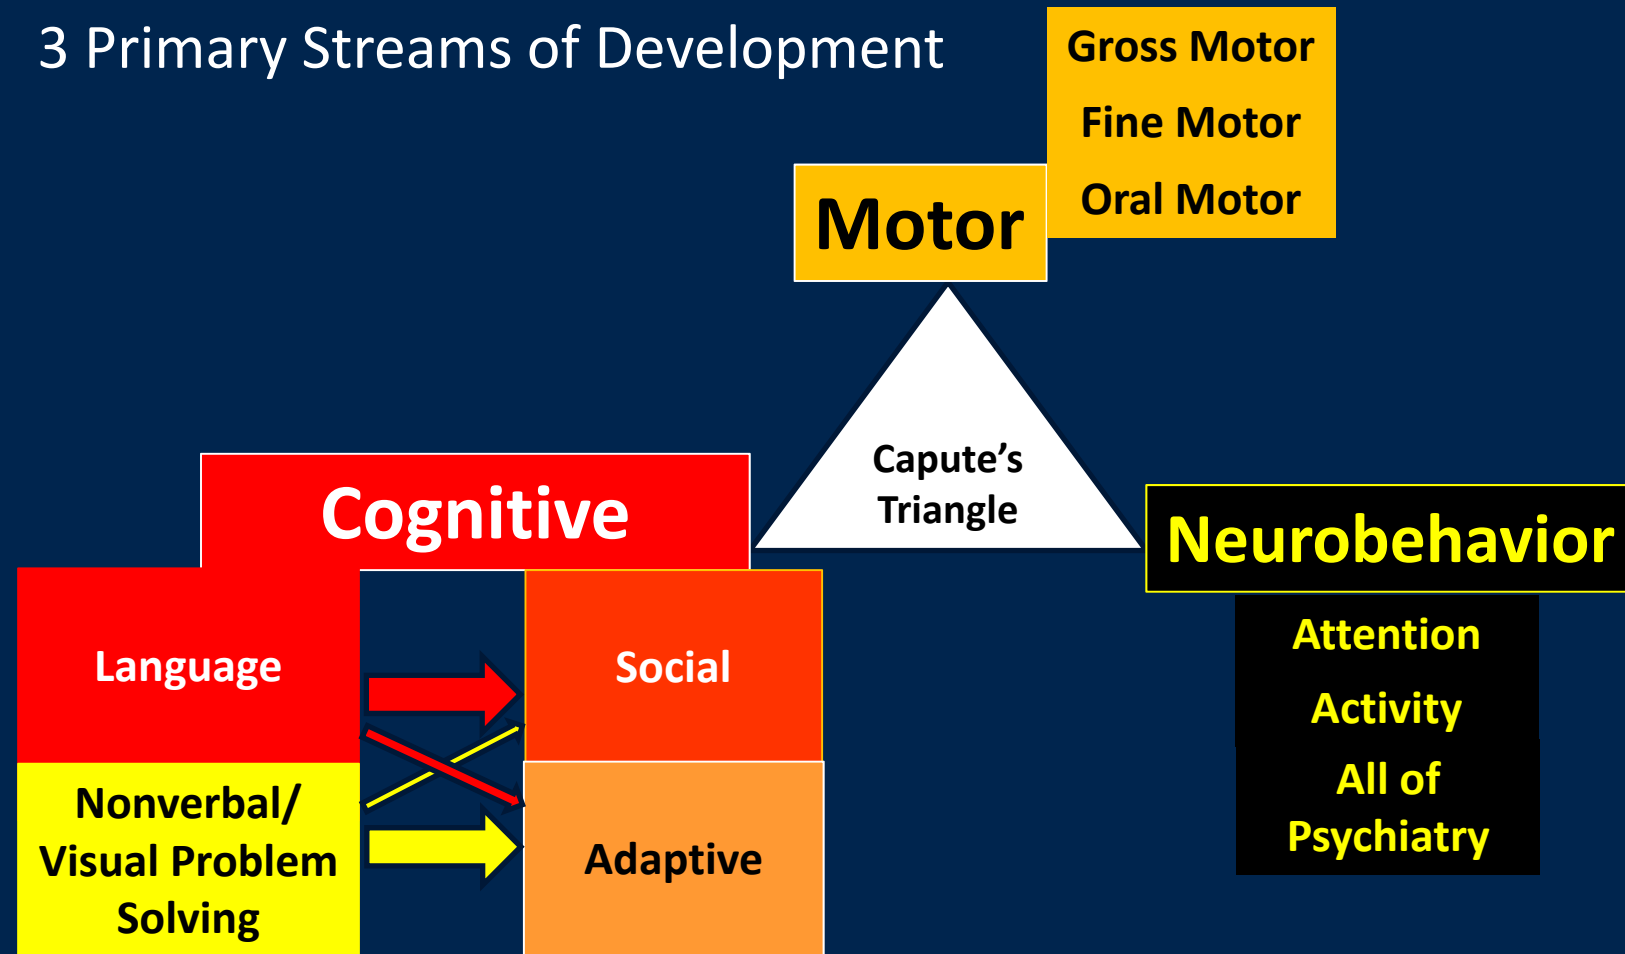 3 Primary Streams of Development
Gross Motor
Fine Motor
Oral Motor
Motor
Capute’s
Triangle
Cognitive
Neurobehavior
Language
Social
Nonverbal/
Visual Problem
Solving
Adaptive
Attention
Activity
All of
Psychiatry